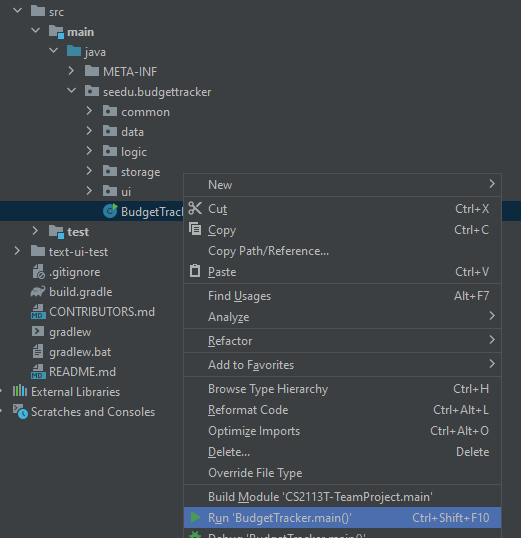 src
main
java
META-INF
seedu.budgettracker
common
data
logic
storage
ui
BudgetTrac
test
text-ui-test
.gitignore
build.gradle
CONTRIBUTORS.md
gradlew
gradlew.bat
README.md
External Libraries
Scratches and Consoles
New
Cut Ctrl+X
Copy Ctrl+C
Copy Path/Reference...
Paste Ctrl+V
Find Usages Alt+F7
Analyze
Refactor
Add to Favorites
Browse Type Hierarchy Ctrl+H
Reformat Code Ctrl+Alt+L
Optimize Imports Ctrl+Alt+O
Delete... Delete
Override File Type
Build Module 'CS2113T-TeamProject.main'
Run 'BudgetTracker.main()' Ctrl+Shift+F10
Debug 'BudgetTracker.main()'